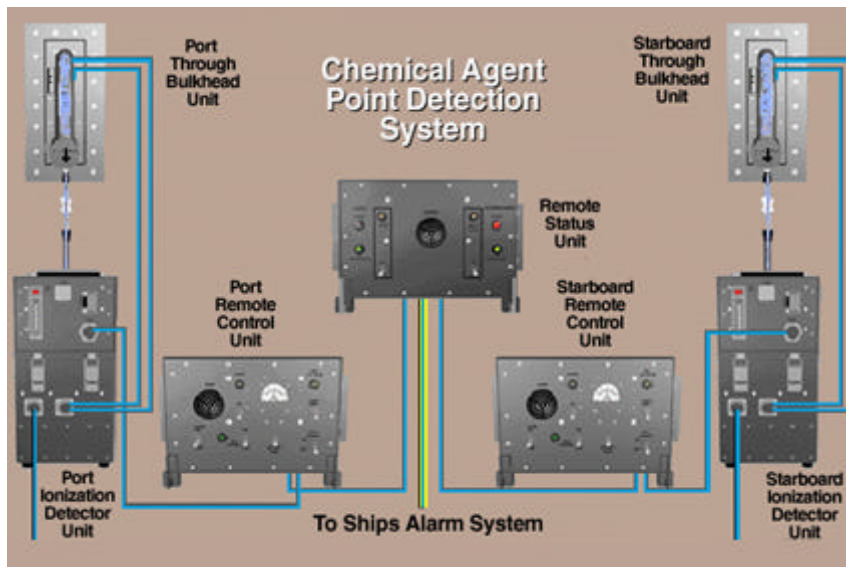 Port
Through
Bulkhead
Unit
Chemical Agent
Point Detection
System
Starboard
Through
Bulkhead
Unit
Remote
Status
Unit
Port
Remote
Control
Unit
Starboard
Remote
Control
Unit
Port
Ionization
Detector
Unit
To Ships Alarm System
Starboard
Ionization
Detector
Unit